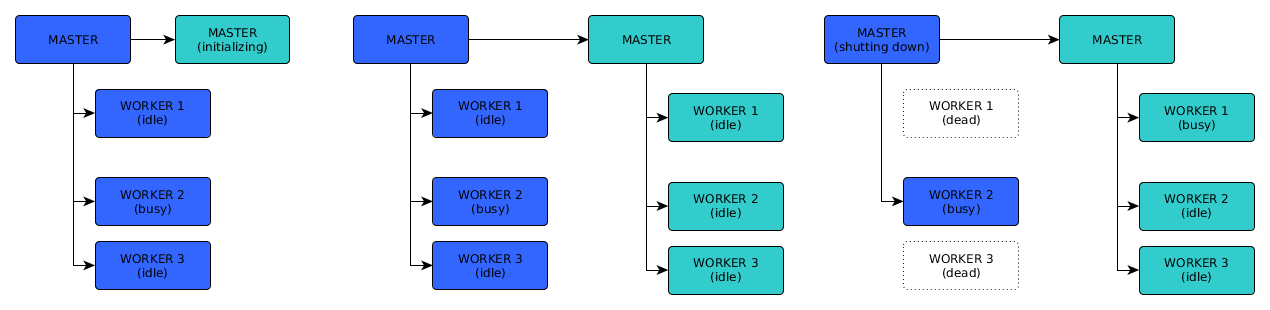 MASTER
MASTER
(initializing)
WORKER 1
(idle)
WORKER 2
(busy)
WORKER 3
(idle)
MASTER
MASTER
WORKER 1
(idle)
WORKER 2
(busy)
WORKER 3
(idle)
WORKER 1
(idle)
WORKER 2
(idle)
WORKER 3
(idle)
MASTER
(shutting down)
MASTER
WORKER 1
(dead)
WORKER 2
(busy)
WORKER 3
(dead)
WORKER 1
(busy)
WORKER 2
(idle)
WORKER 3
(idle)